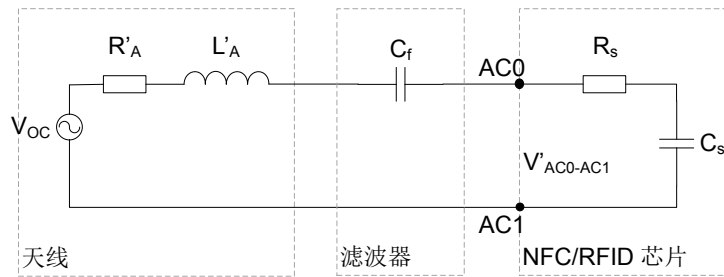 R'A
L'A
Cf
AC0
Rs
VOC
Cs
V'AC0-AC1
AC1
天线
滤波器
NFC/RFID 芯片